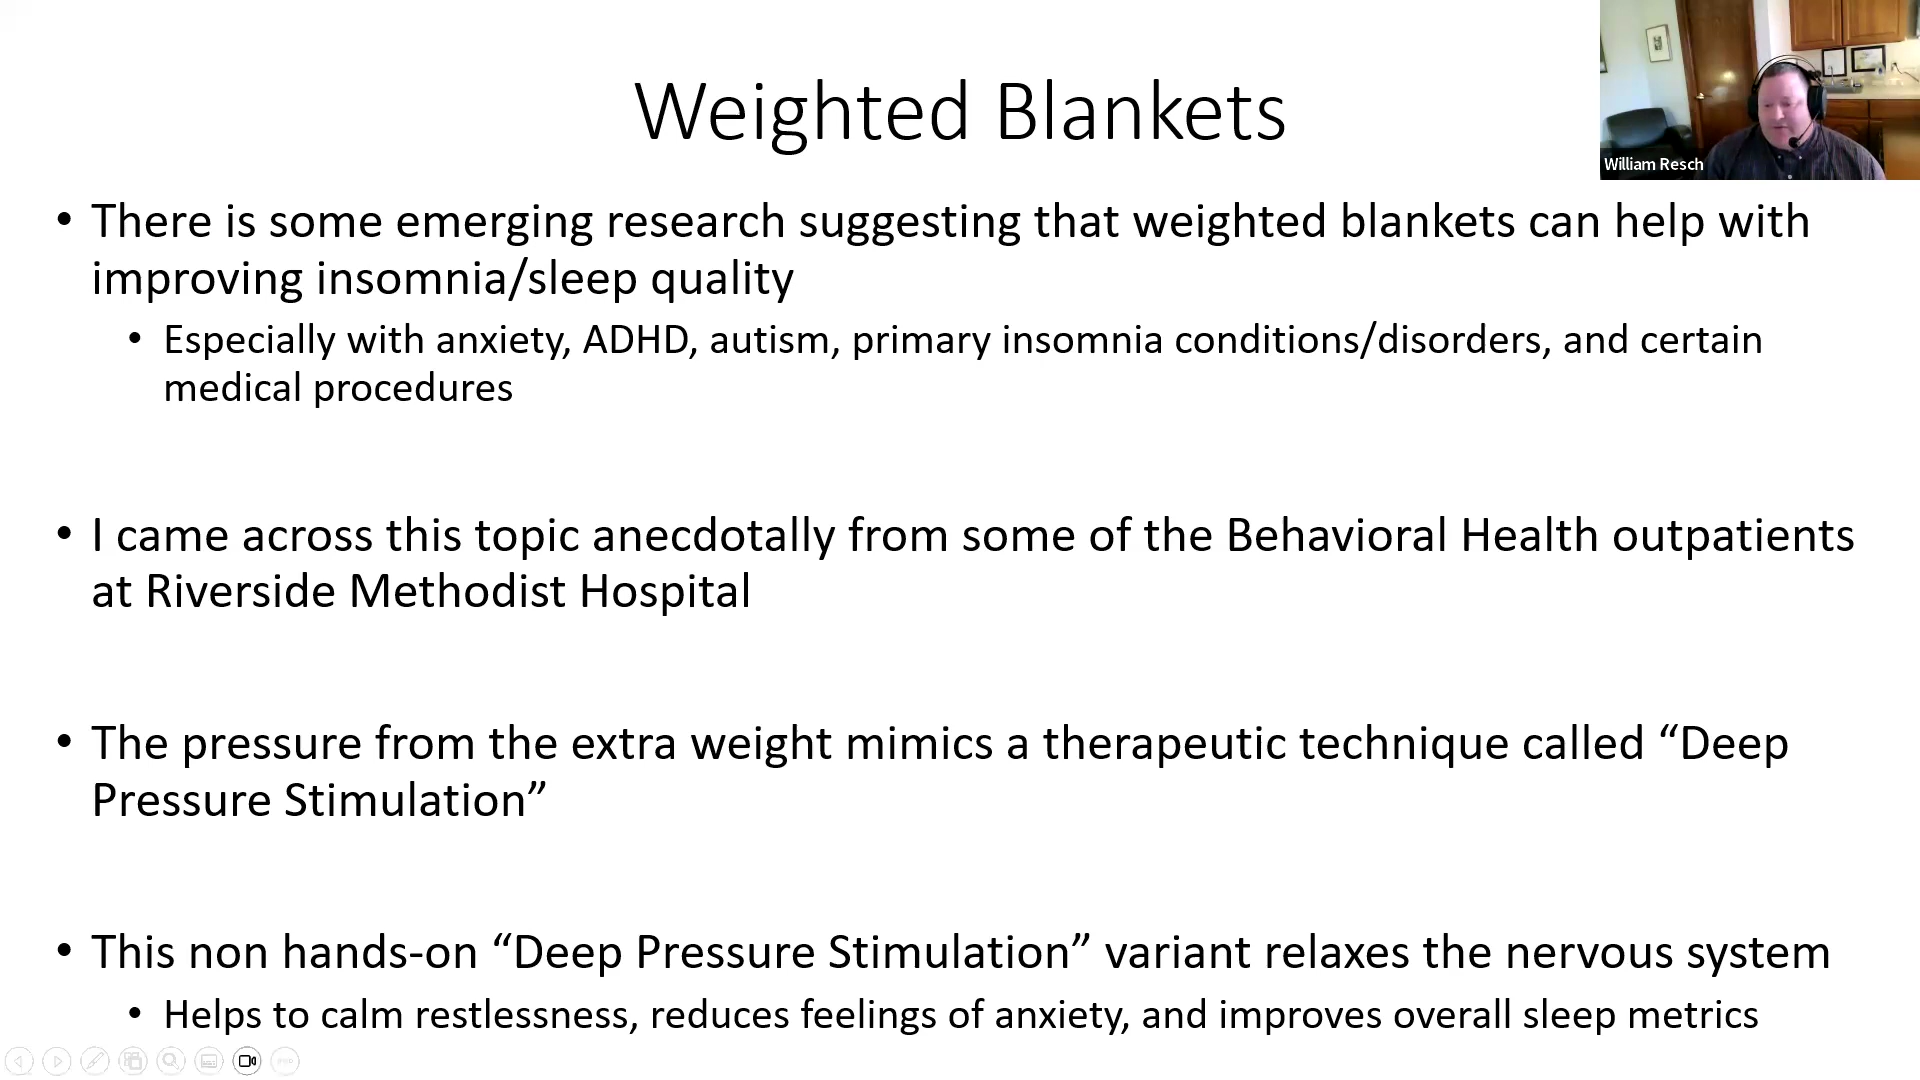 Weighted Blankets
William Resch
• There is some emerging research suggesting that weighted blankets can help with
improving insomnia/sleep quality
• Especially with anxiety, ADHD, autism, primary insomnia conditions/disorders, and certain
medical procedures
• I came across this topic anecdotally from some of the Behavioral Health outpatients
at Riverside Methodist Hospital
• The pressure from the extra weight mimics a therapeutic technique called “Deep
Pressure Stimulation”
• This non hands-on “Deep Pressure Stimulation” variant relaxes the nervous system
• Helps to calm restlessness, reduces feelings of anxiety, and improves overall sleep metrics